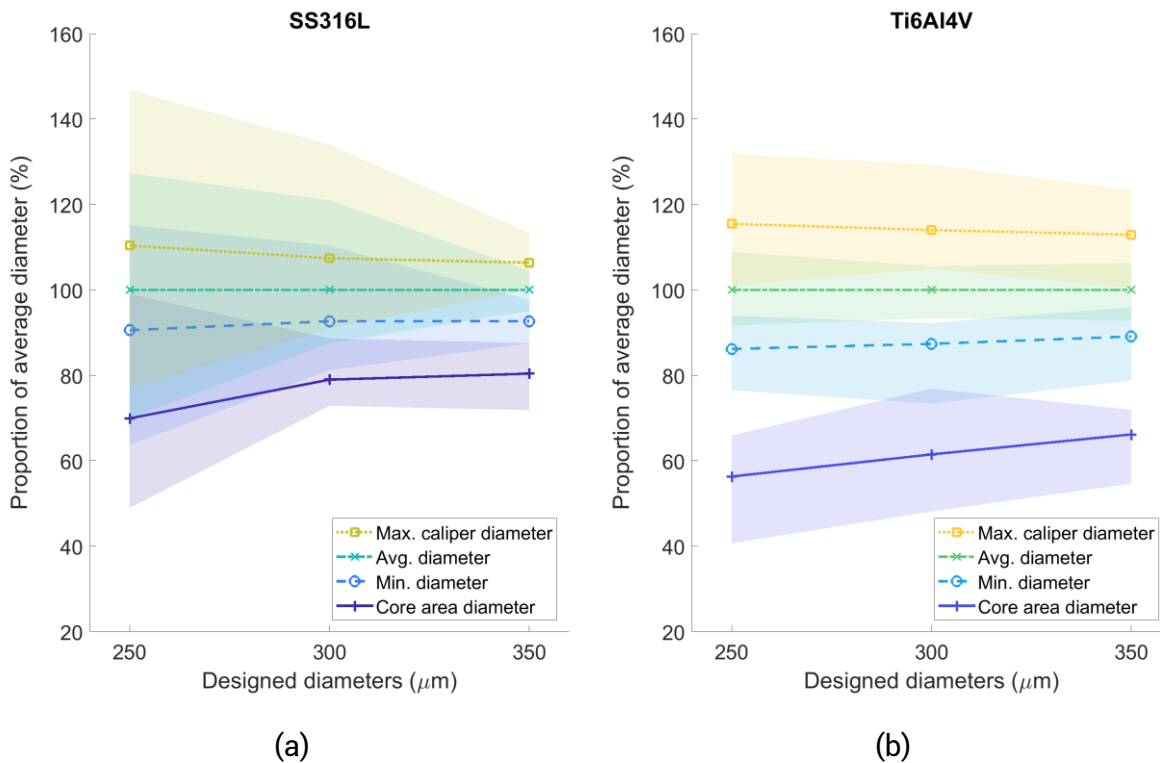 SS316L
160
140
120
100
80
60
40
20
Proportion of average diameter (%)
Max. caliper diameter
Avg. diameter
Min. diameter
Core area diameter
250 300 350
Designed diameters (μm)
(a)
Ti6Al4V
160
140
120
100
80
60
40
20
Proportion of average diameter (%)
Max. caliper diameter
Avg. diameter
Min. diameter
Core area diameter
250 300 350
Designed diameters (μm)
(b)